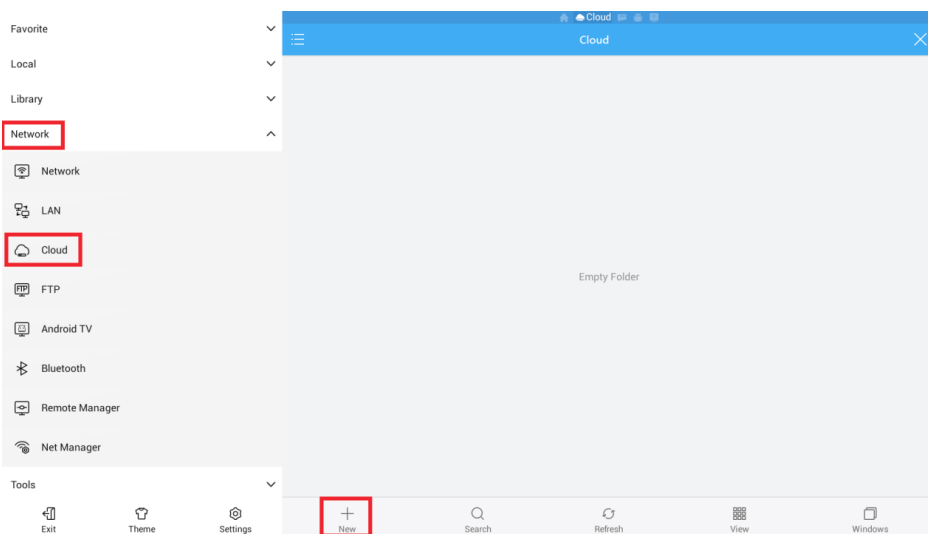 Favorite
Local
Library
Network
Network
LAN
Cloud
FTP
FTP
Android TV
Bluetooth
Remote Manager
Net Manager
Tools
Exit
Theme
Settings
Cloud
Cloud
Empty Folder
New
Search
Refresh
View
Windows